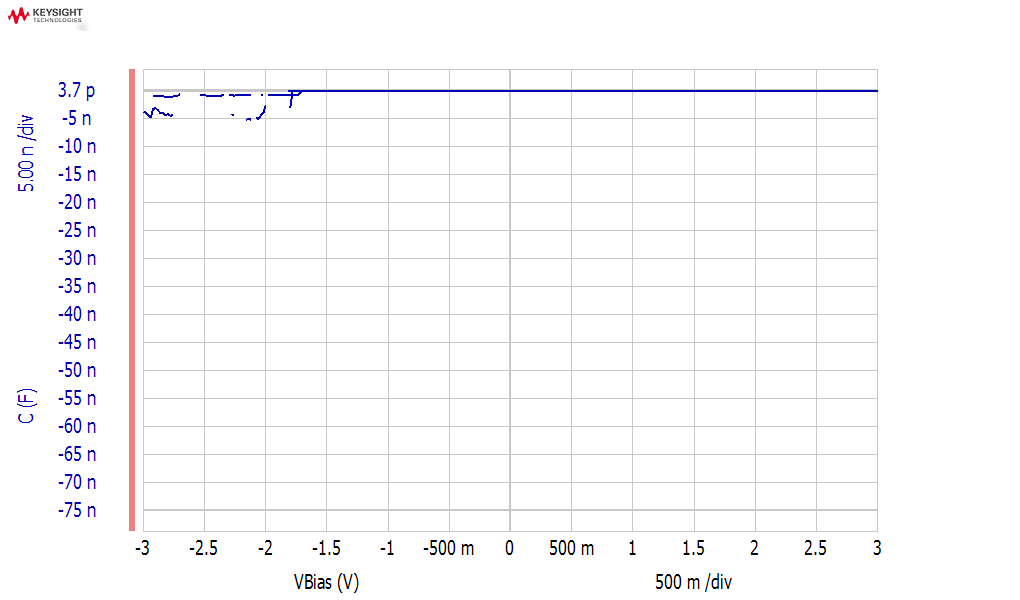 KEYSIGHT
TECHNOLOGIES
3.7 p
-5 n
-10 n
-15 n
-20 n
-25 n
-30 n
-35 n
-40 n
-45 n
-50 n
-55 n
-60 n
-65 n
-70 n
-75 n
5.00 n /div
C (F)
-3 -2.5 -2 -1.5 -1 -500 m 0 500 m 1 1.5 2 2.5 3
VBias (V) 500 m /div